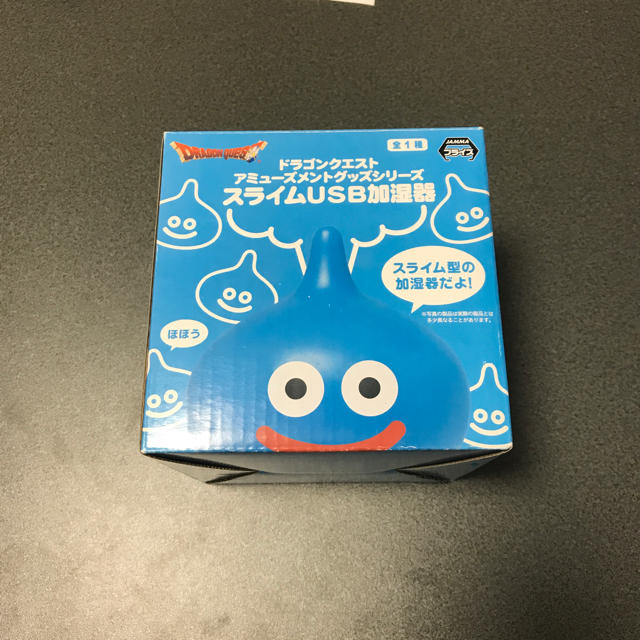 DRAGON QUEST
全1種
JAMMA
プライズ
ドラゴンクエスト
アミューズメントグッズシリーズ
スライムUSB加湿器
スライム型の
加湿器だよ!
※写真の製品は実際の製品とは
多少異なることがあります。
ほほう